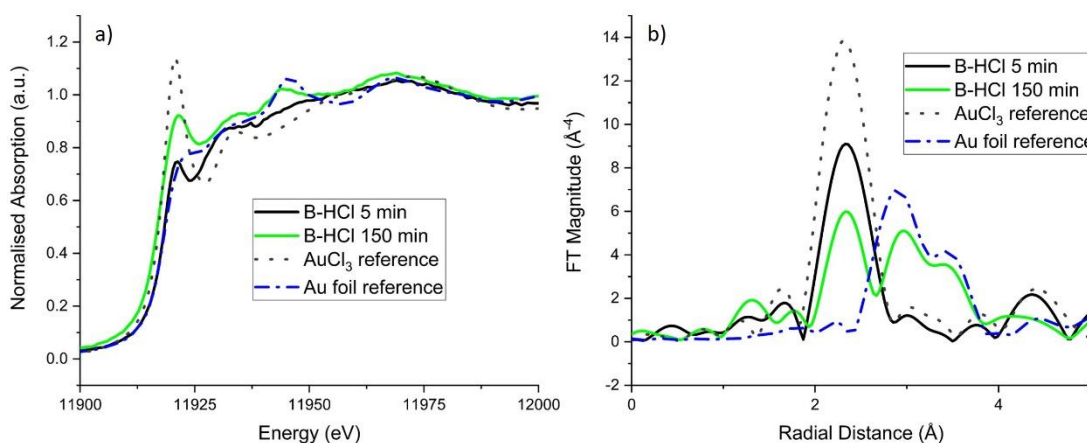 a)
1.2
1.0
0.8
0.6
0.4
0.2
0.0
Normalised Absorption (a.u.)
B-HCl 5 min
B-HCl 150 min
AuCl₃ reference
Au foil reference
11900
11925
11950
11975
12000
Energy (eV)
b)
14
12
10
8
6
4
2
0
FT Magnitude (Å⁻⁴)
B-HCl 5 min
B-HCl 150 min
AuCl₃ reference
Au foil reference
0
2
4
Radial Distance (Å)